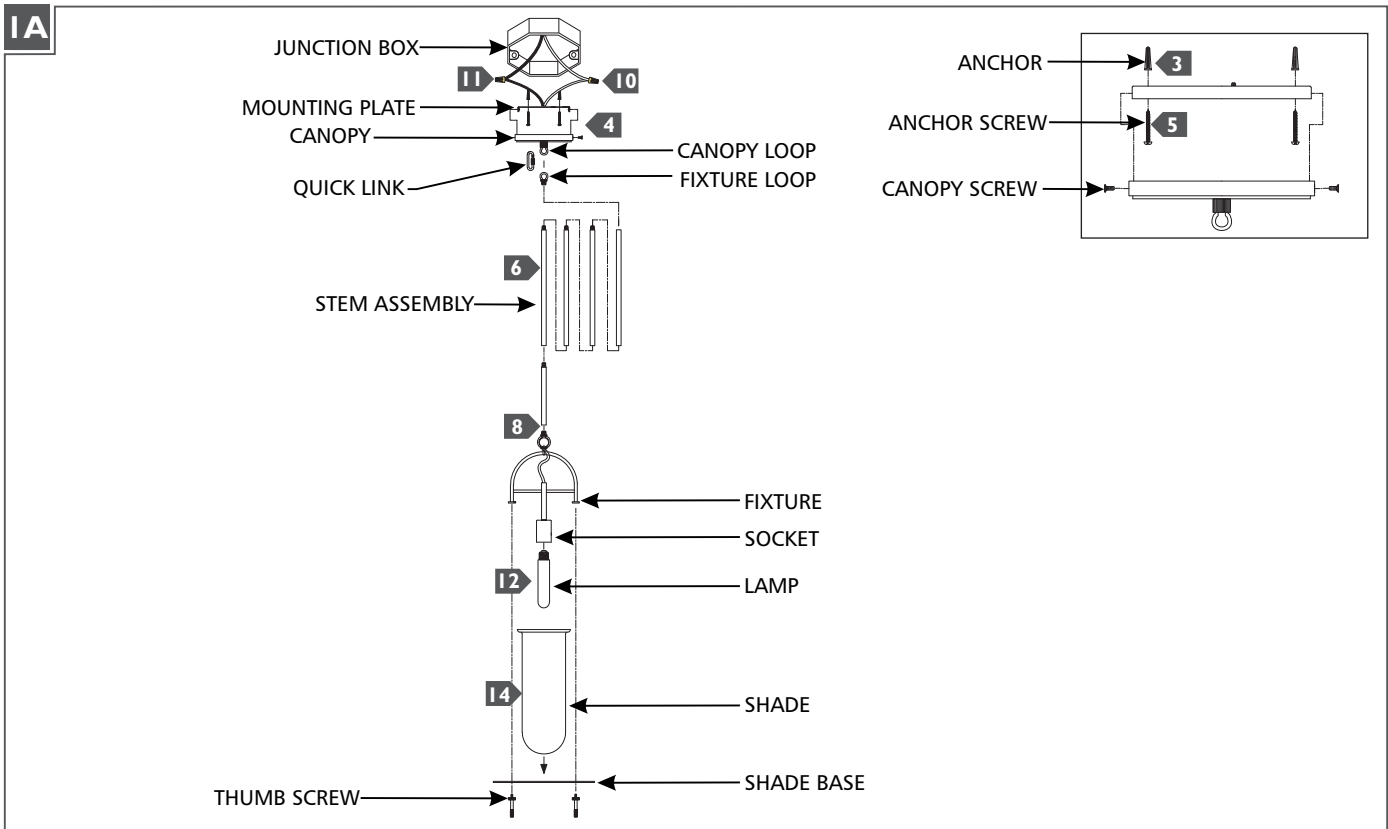 1A
JUNCTION BOX
11
10
MOUNTING PLATE
4
CANOPY
CANOPY LOOP
QUICK LINK
FIXTURE LOOP
6
STEM ASSEMBLY
8
FIXTURE
SOCKET
12
LAMP
14
SHADE
SHADE BASE
THUMB SCREW
ANCHOR
3
ANCHOR SCREW
5
CANOPY SCREW